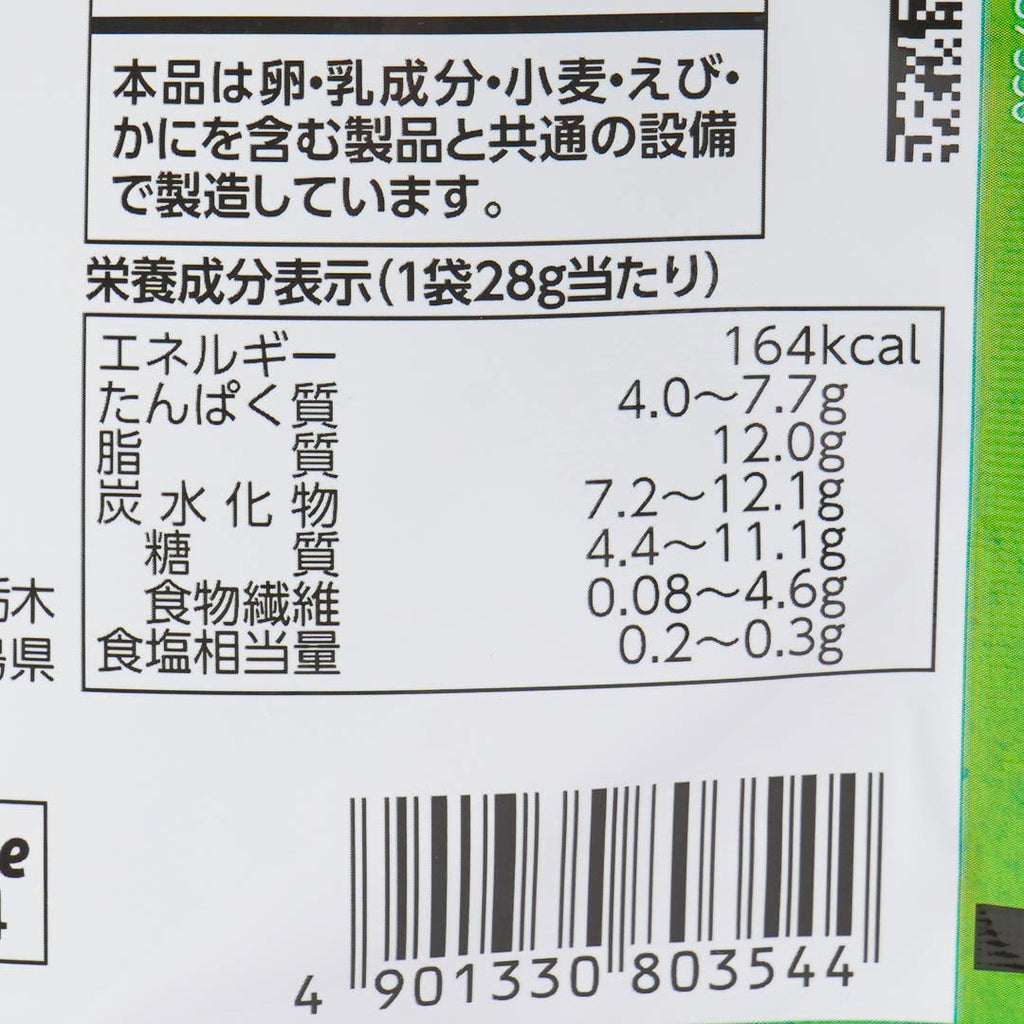 本品は卵・乳成分・小麦・えび・
かにを含む製品と共通の設備
で製造しています。
栄養成分表示(1袋28g当たり)
エネルギー 164kcal
たんぱく質 4.0〜7.7g
脂質 12.0g
炭水化物 7.2〜12.1g
糖質 4.4〜11.1g
食物繊維 0.08〜4.6g
食塩相当量 0.2〜0.3g
木
県
e
4 901330 803544